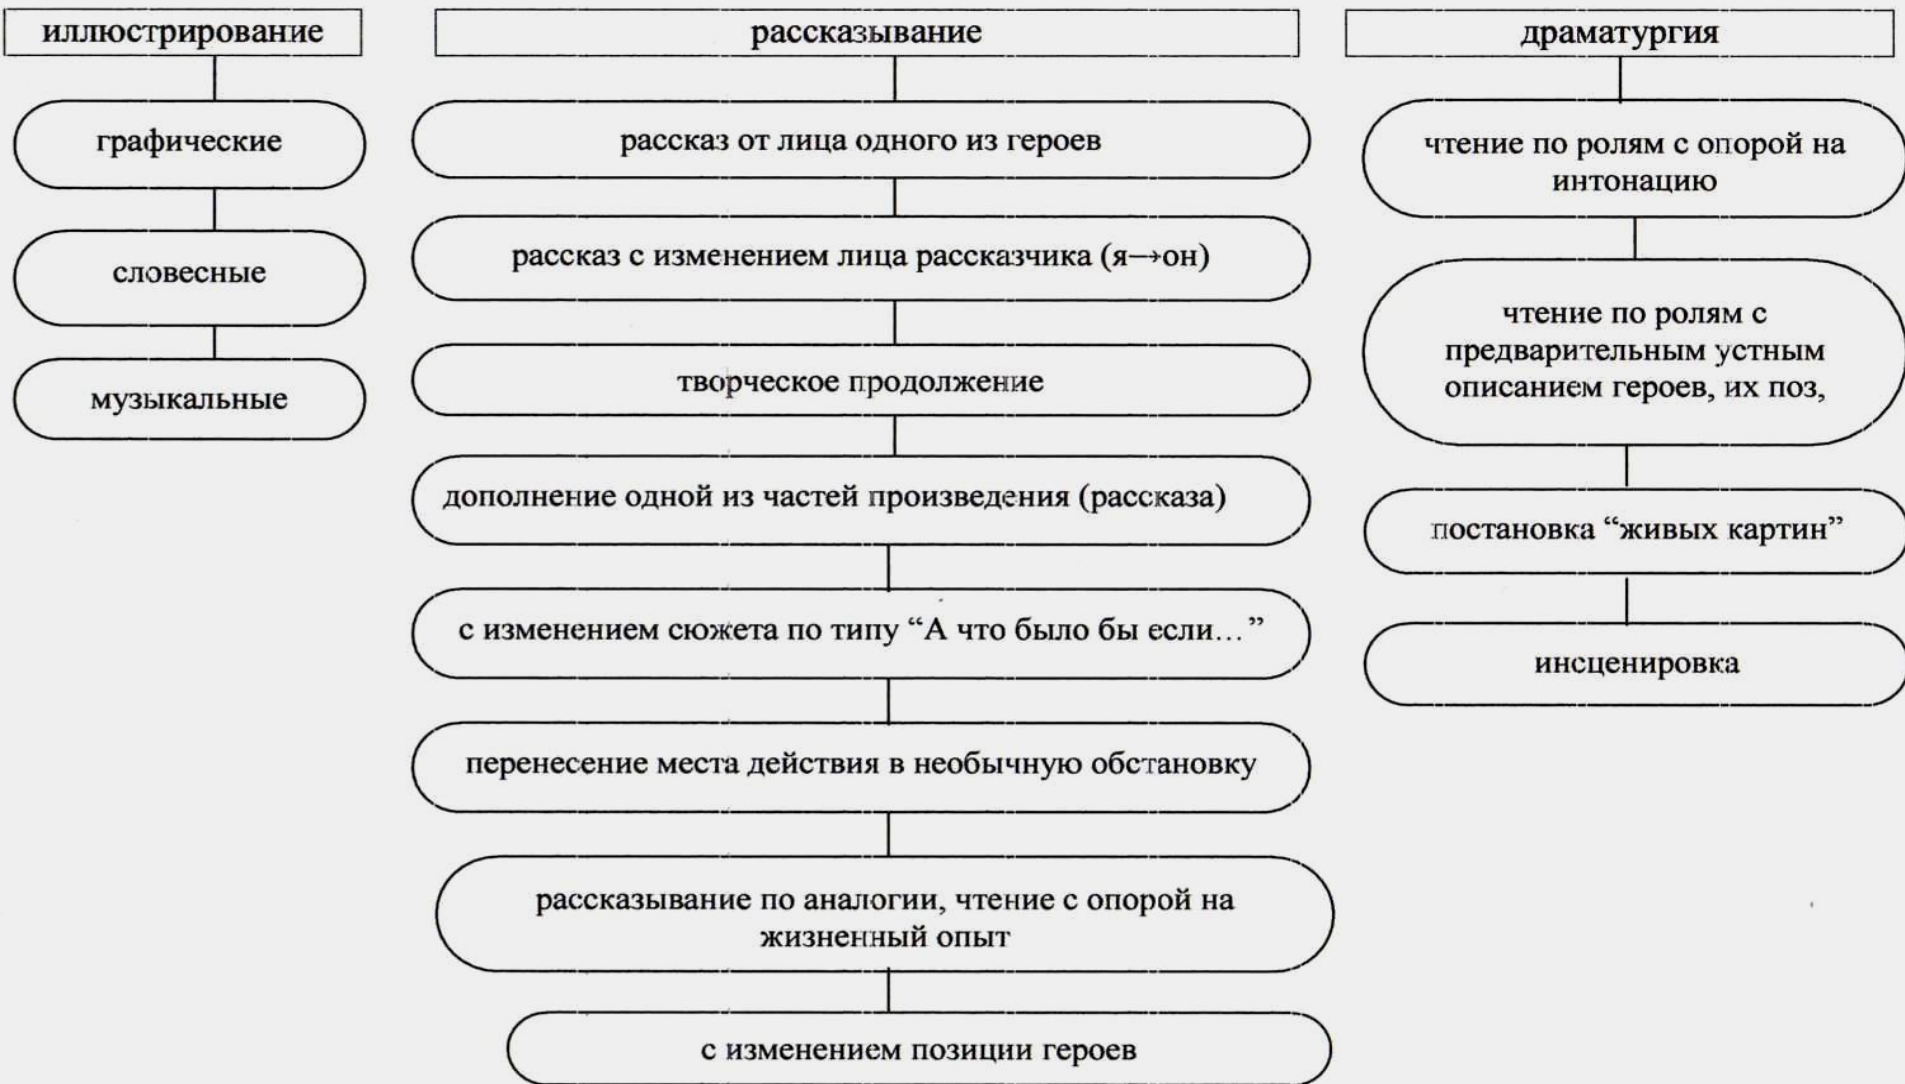 иллюстрирование
графические
словесные
музыкальные
рассказывание
рассказ от лица одного из героев
рассказ с изменением лица рассказчика (я→он)
творческое продолжение
дополнение одной из частей произведения (рассказа)
с изменением сюжета по типу “А что было бы если…”
перенесение места действия в необычную обстановку
рассказывание по аналогии, чтение с опорой на
жизненный опыт
с изменением позиции героев
драматургия
чтение по ролям с опорой на
интонацию
чтение по ролям с
предварительным устным
описанием героев, их поз,
постановка “живых картин”
инсценировка